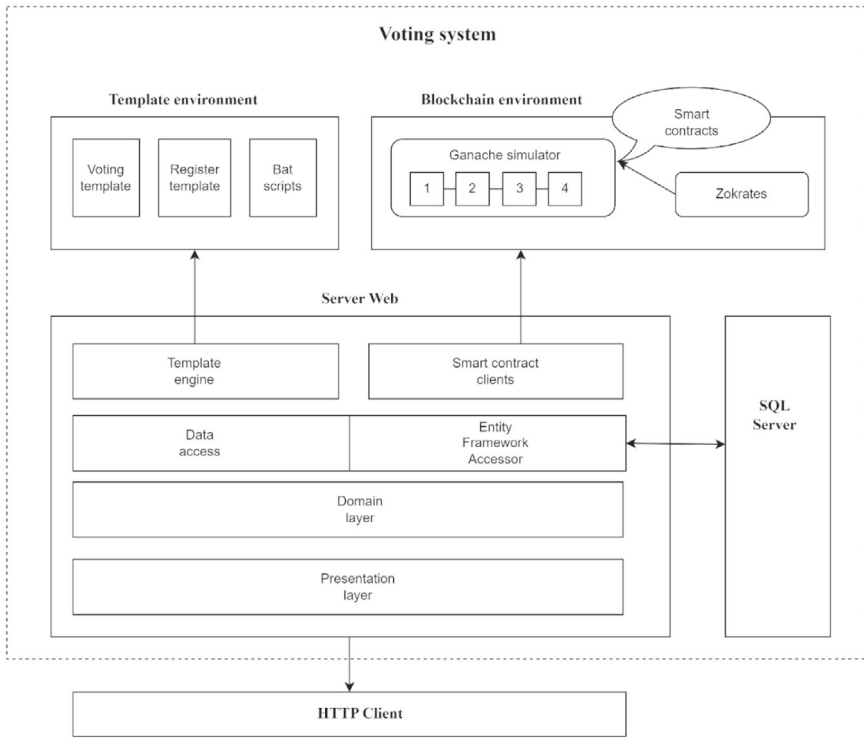 Voting system
Template environment
Blockchain environment
Smart
contracts
Voting
template
Register
template
Bat
scripts
Ganache simulator
1
2
3
4
Zokrates
Server Web
Template
engine
Smart contract
clients
Data
access
Entity
Framework
Accessor
SQL
Server
Domain
layer
Presentation
layer
HTTP Client